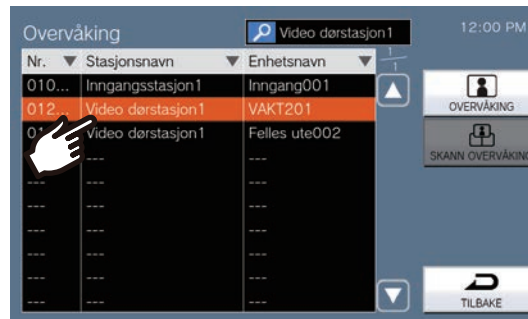 Overvåking
Video dørstasjon1
12:00 PM
Nr. ▼ Stasjonsnavn ▼ Enhetsnavn ▼
1/1
010... Inngangsstasjon1 Inngang001
012... Video dørstasjon1 VAKT201
Video dørstasjon1 Felles ute002
--- --- ---
--- --- ---
--- --- ---
--- --- ---
--- --- ---
--- --- ---
--- --- ---
OVERVÅKING
SKANN OVERVÅKING
TILBAKE